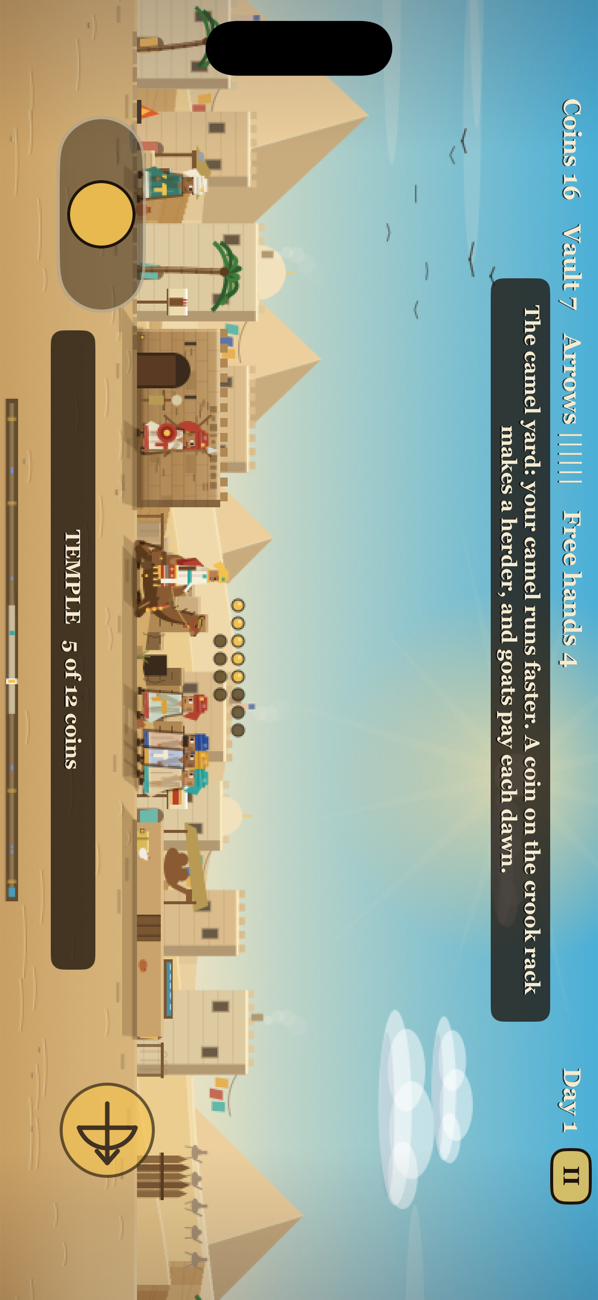 Coins 16 Vault 7 Arrows ||||||| Free hands 4
Day 1
II
The camel yard: your camel runs faster. A coin on the crook rack
makes a herder, and goats pay each dawn.
TEMPLE 5 of 12 coins